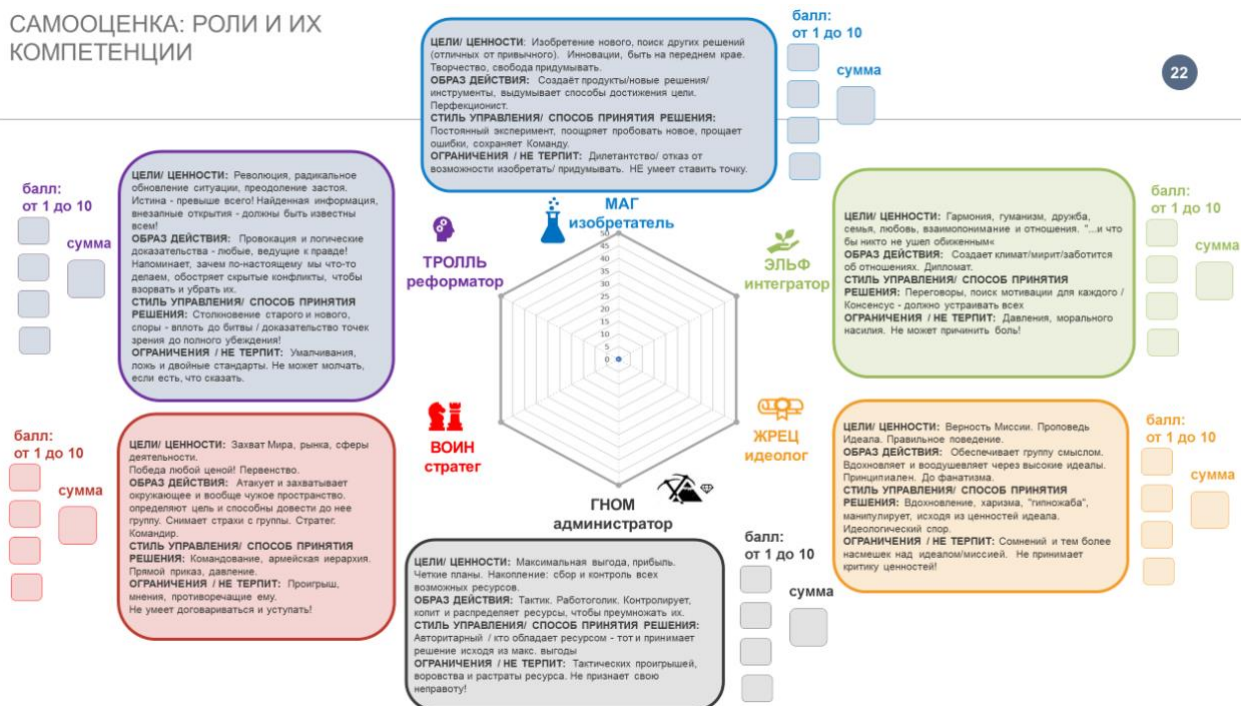 САМООЦЕНКА: РОЛИ И ИХ
КОМПЕТЕНЦИИ
22
ЦЕЛИ/ ЦЕННОСТИ: Изобретение нового, поиск других решений
(отличных от привычного). Инновации, быть на переднем крае.
Творчество, свобода придумывать.
ОБРАЗ ДЕЙСТВИЯ: Создаёт продукты/новые решения/
инструменты, выдумывает способы достижения цели.
Перфекционист.
СТИЛЬ УПРАВЛЕНИЯ/ СПОСОБ ПРИНЯТИЯ РЕШЕНИЯ:
Постоянный эксперимент, поощряет пробовать новое, прощает
ошибки, сохраняет Команду.
ОГРАНИЧЕНИЯ / НЕ ТЕРПИТ: Дилетантство/ отказ от
возможности изобретать/ придумывать. НЕ умеет ставить точку.
балл:
от 1 до 10
сумма
балл:
от 1 до 10
сумма
ЦЕЛИ/ ЦЕННОСТИ: Революция, радикальное
обновление ситуации, преодоление застоя.
Истина - превыше всего! Найденная информация,
внезапные открытия - должны быть известны
всем!
ОБРАЗ ДЕЙСТВИЯ: Провокация и логические
доказательства - любые, ведущие к правде!
Напоминает, зачем по-настоящему мы что-то
делаем, обостряет скрытые конфликты, чтобы
взорвать и убрать их.
СТИЛЬ УПРАВЛЕНИЯ/ СПОСОБ ПРИНЯТИЯ
РЕШЕНИЯ: Столкновение старого и нового,
споры - вплоть до битвы / доказательство точек
зрения до полного убеждения!
ОГРАНИЧЕНИЯ / НЕ ТЕРПИТ: Умалчивания,
ложь и двойные стандарты. Не может молчать,
если есть, что сказать.
ТРОЛЛЬ
реформатор
МАГ
изобретатель
ЭЛЬФ
интегратор
ЦЕЛИ/ ЦЕННОСТИ: Гармония, гуманизм, дружба,
семья, любовь, взаимопонимание и отношения. "...и что
бы никто не ушел обиженным«
ОБРАЗ ДЕЙСТВИЯ: Создает климат/мирит/заботится
об отношениях. Дипломат.
СТИЛЬ УПРАВЛЕНИЯ/ СПОСОБ ПРИНЯТИЯ
РЕШЕНИЯ: Переговоры, поиск мотивации для каждого /
Консенсус - должно устраивать всех
ОГРАНИЧЕНИЯ / НЕ ТЕРПИТ: Давления, морального
насилия. Не может причинить боль!
балл:
от 1 до 10
сумма
50
45
40
35
30
25
20
15
10
5
0
балл:
от 1 до 10
сумма
ЦЕЛИ/ ЦЕННОСТИ: Захват Мира, рынка, сферы
деятельности.
Победа любой ценой! Первенство.
ОБРАЗ ДЕЙСТВИЯ: Атакует и захватывает
окружающее и вообще чужое пространство.
определяют цель и способны довести до нее
группу. Снимает страхи с группы. Стратег.
Командир.
СТИЛЬ УПРАВЛЕНИЯ/ СПОСОБ ПРИНЯТИЯ
РЕШЕНИЯ: Командование, армейская иерархия.
Прямой приказ, давление.
ОГРАНИЧЕНИЯ / НЕ ТЕРПИТ: Проигрыш,
мнения, противоречащие ему.
Не умеет договариваться и уступать!
ВОИН
стратег
ГНОМ
администратор
ЖРЕЦ
идеолог
ЦЕЛИ/ ЦЕННОСТИ: Верность Миссии. Проповедь
Идеала. Правильное поведение.
ОБРАЗ ДЕЙСТВИЯ: Обеспечивает группу смыслом.
Вдохновляет и воодушевляет через высокие идеалы.
Принципиален. До фанатизма.
СТИЛЬ УПРАВЛЕНИЯ/ СПОСОБ ПРИНЯТИЯ
РЕШЕНИЯ: Вдохновение, харизма, "гипножаба",
манипулирует, исходя из ценностей идеала.
Идеологический спор.
ОГРАНИЧЕНИЯ / НЕ ТЕРПИТ: Сомнений и тем более
насмешек над идеалом/миссией. Не принимает
критику ценностей!
балл:
от 1 до 10
сумма
ЦЕЛИ/ ЦЕННОСТИ: Максимальная выгода, прибыль.
Четкие планы. Накопление: сбор и контроль всех
возможных ресурсов.
ОБРАЗ ДЕЙСТВИЯ: Тактик. Работоголик. Контролирует,
копит и распределяет ресурсы, чтобы преумножать их.
СТИЛЬ УПРАВЛЕНИЯ/ СПОСОБ ПРИНЯТИЯ РЕШЕНИЯ:
Авторитарный / кто обладает ресурсом - тот и принимает
решение исходя из макс. выгоды
ОГРАНИЧЕНИЯ / НЕ ТЕРПИТ: Тактических проигрышей,
воровства и растраты ресурса. Не признает свою
неправоту!
балл:
от 1 до 10
сумма